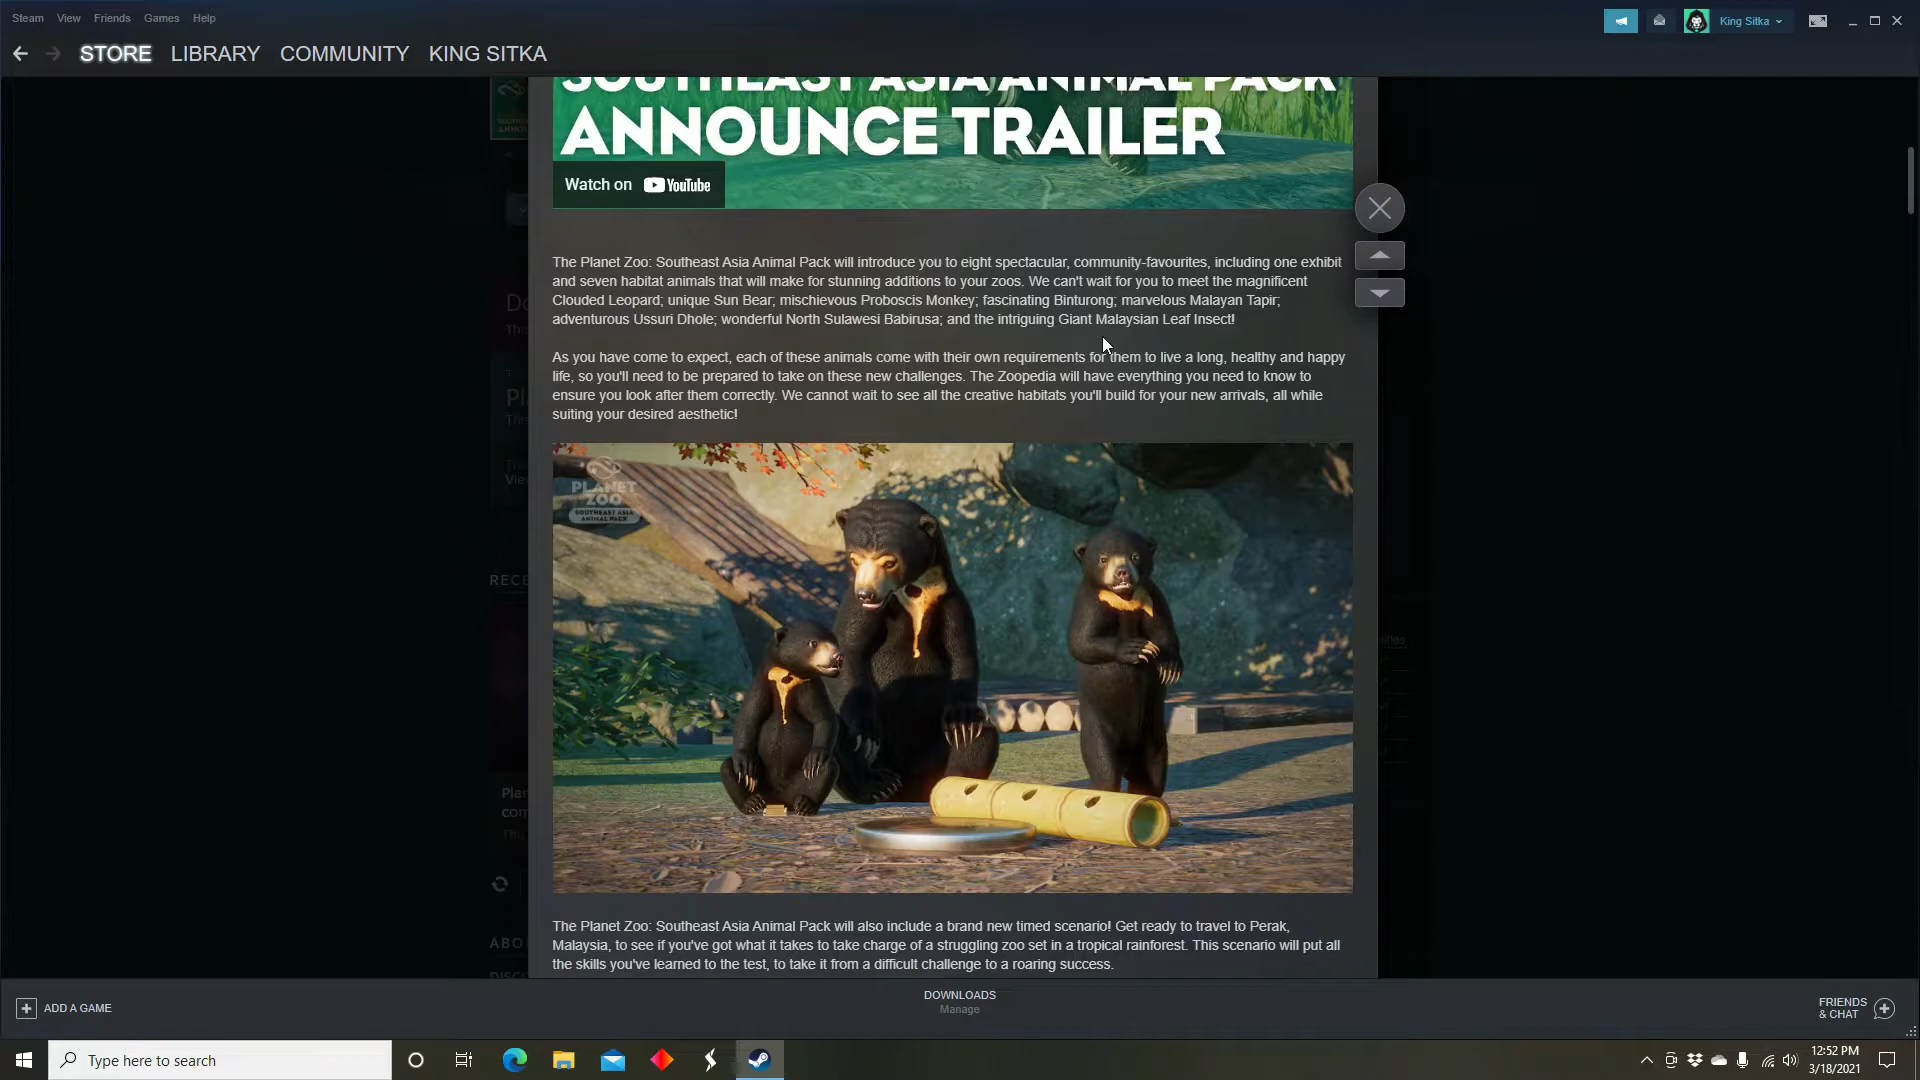 Steam View Friends Games Help
King Sitka
STORE LIBRARY COMMUNITY KING SITKA
SOUTHEAST ASIA ANIMAL PACK
ANNOUNCE TRAILER
Watch on YouTube
The Planet Zoo: Southeast Asia Animal Pack will introduce you to eight spectacular, community-favourites, including one exhibit
and seven habitat animals that will make for stunning additions to your zoos. We can't wait for you to meet the magnificent
Clouded Leopard; unique Sun Bear; mischievous Proboscis Monkey; fascinating Binturong; marvelous Malayan Tapir;
adventurous Ussuri Dhole; wonderful North Sulawesi Babirusa; and the intriguing Giant Malaysian Leaf Insect!
As you have come to expect, each of these animals come with their own requirements for them to live a long, healthy and happy
life, so you'll need to be prepared to take on these new challenges. The Zoopedia will have everything you need to know to
ensure you look after them correctly. We cannot wait to see all the creative habitats you'll build for your new arrivals, all while
suiting your desired aesthetic!
PLANET
ZOO
SOUTHEAST ASIA
ANIMAL PACK
RECE
Plan
com
ABO
The Planet Zoo: Southeast Asia Animal Pack will also include a brand new timed scenario! Get ready to travel to Perak,
Malaysia, to see if you've got what it takes to take charge of a struggling zoo set in a tropical rainforest. This scenario will put all
the skills you've learned to the test, to take it from a difficult challenge to a roaring success.
ADD A GAME
DOWNLOADS
Manage
FRIENDS
& CHAT
Type here to search
12:52 PM
3/18/2021